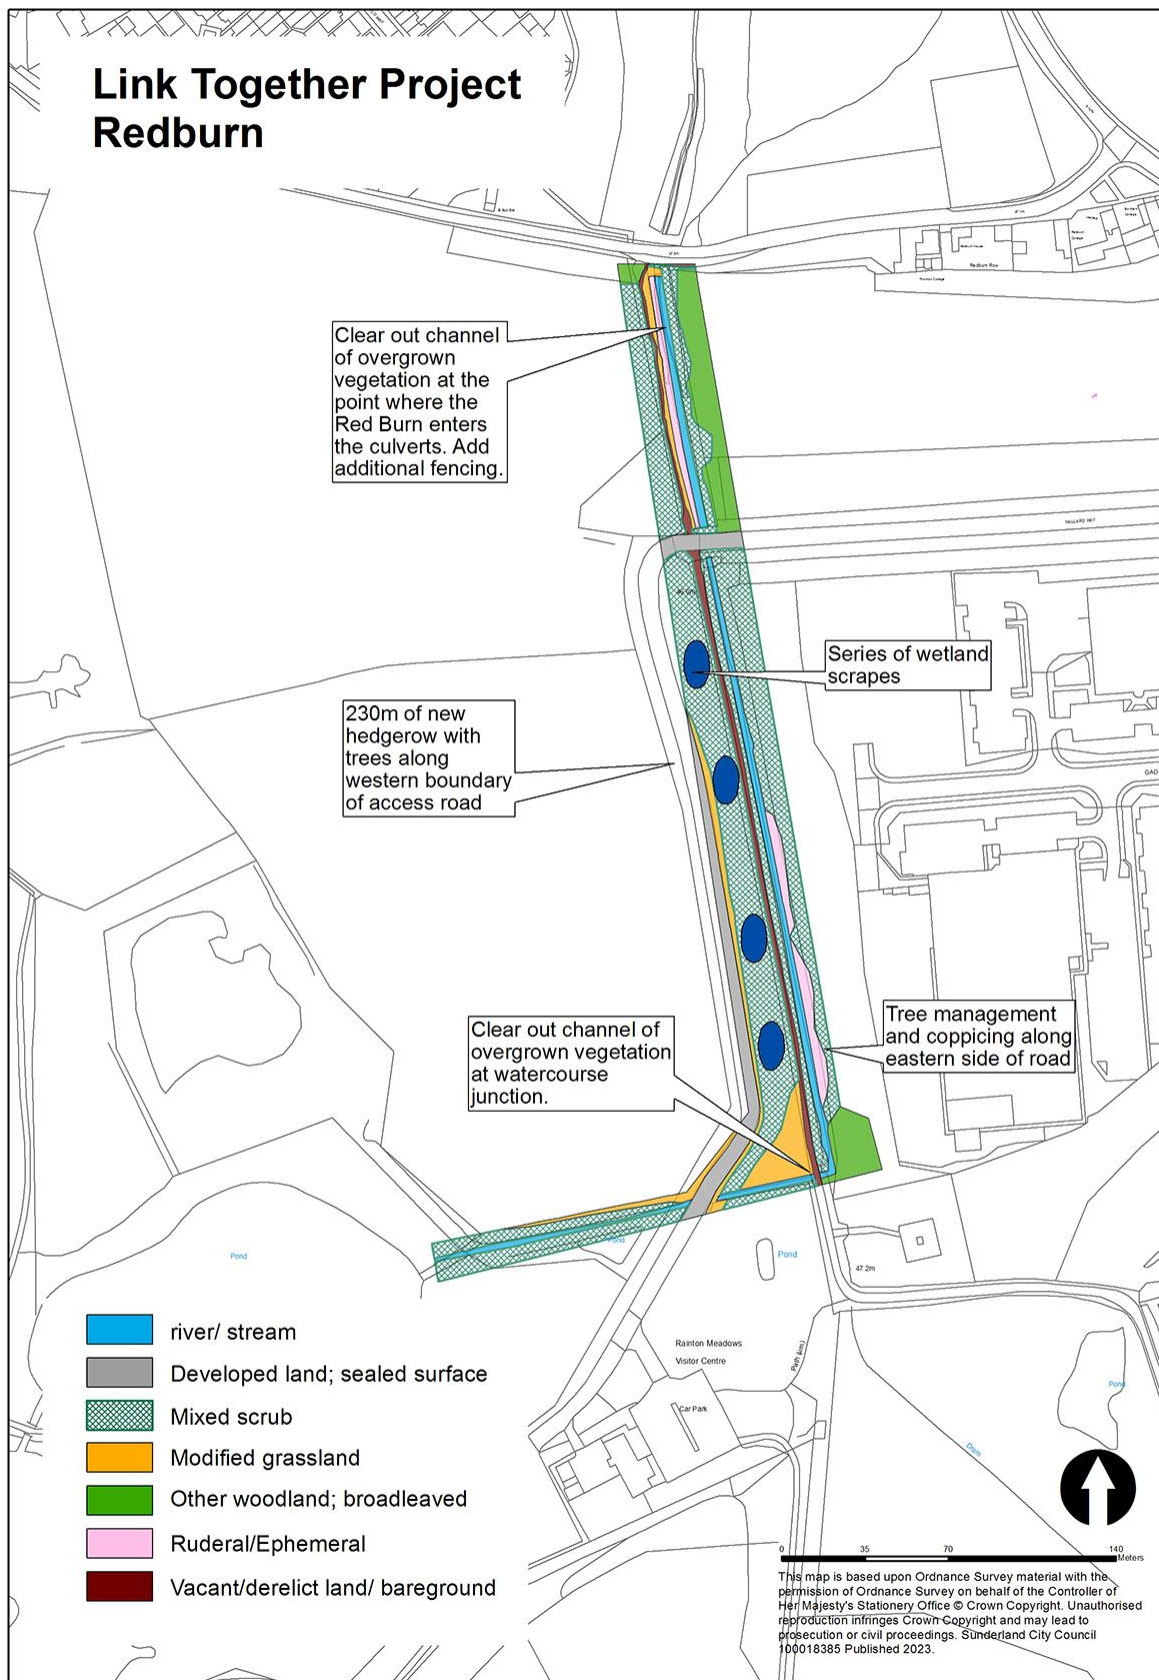 Link Together Project
Redburn
Redburn Row
Clear out channel
of overgrown
vegetation at the
point where the
Red Burn enters
the culverts. Add
additional fencing.
Series of wetland
scrapes
230m of new
hedgerow with
trees along
western boundary
of access road
Tree management
and coppicing along
eastern side of road
Clear out channel of
overgrown vegetation
at watercourse
junction.
Pond
Pond
Pond
47.2m
Rainton Meadows
Visitor Centre
Path (um)
Car Park
Pond
Drain
river/ stream
Developed land; sealed surface
Mixed scrub
Modified grassland
Other woodland; broadleaved
Ruderal/Ephemeral
Vacant/derelict land/ bareground
0 35 70 140
Meters
This map is based upon Ordnance Survey material with the
permission of Ordnance Survey on behalf of the Controller of
Her Majesty's Stationery Office © Crown Copyright. Unauthorised
reproduction infringes Crown Copyright and may lead to
prosecution or civil proceedings. Sunderland City Council
100018385 Published 2023.